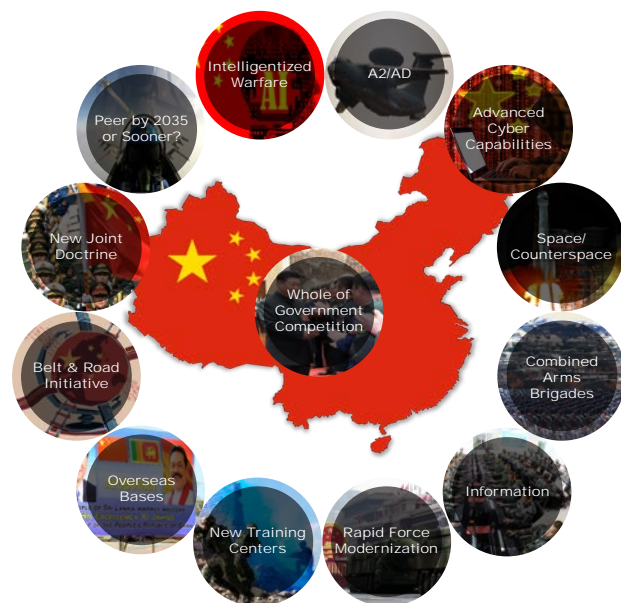 Intelligentized
Warfare
AI
A2/AD
Advanced
Cyber
Capabilities
Peer by 2035
or Sooner?
New Joint
Doctrine
Space/
Counterspace
Whole of
Government
Competition
Belt & Road
Initiative
Combined
Arms
Brigades
Overseas
Bases
Information
New Training
Centers
Rapid Force
Modernization